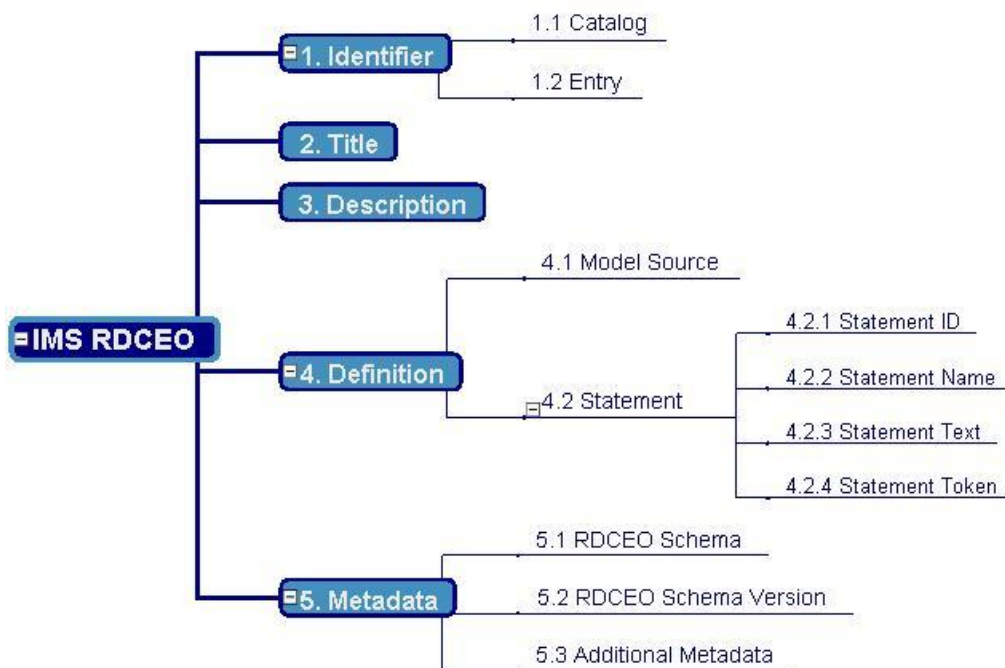 IMS RDCEO
1. Identifier
1.1 Catalog
1.2 Entry
2. Title
3. Description
4. Definition
4.1 Model Source
4.2 Statement
4.2.1 Statement ID
4.2.2 Statement Name
4.2.3 Statement Text
4.2.4 Statement Token
5. Metadata
5.1 RDCEO Schema
5.2 RDCEO Schema Version
5.3 Additional Metadata